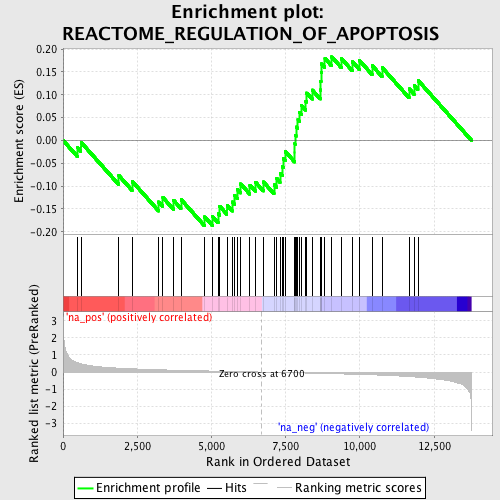 Enrichment plot:
REACTOME_REGULATION_OF_APOPTOSIS
Enrichment score (ES)
0.20
0.15
0.10
0.05
0.00
-0.05
-0.10
-0.15
-0.20
Ranked list metric (PreRanked)
3
2
1
0
-1
-2
-3
'na_pos' (positively correlated)
Zero cross at 6700
'na_neg' (negatively correlated)
0
2,500
5,000
7,500
10,000
12,500
Rank in Ordered Dataset
Enrichment profile
Hits
Ranking metric scores